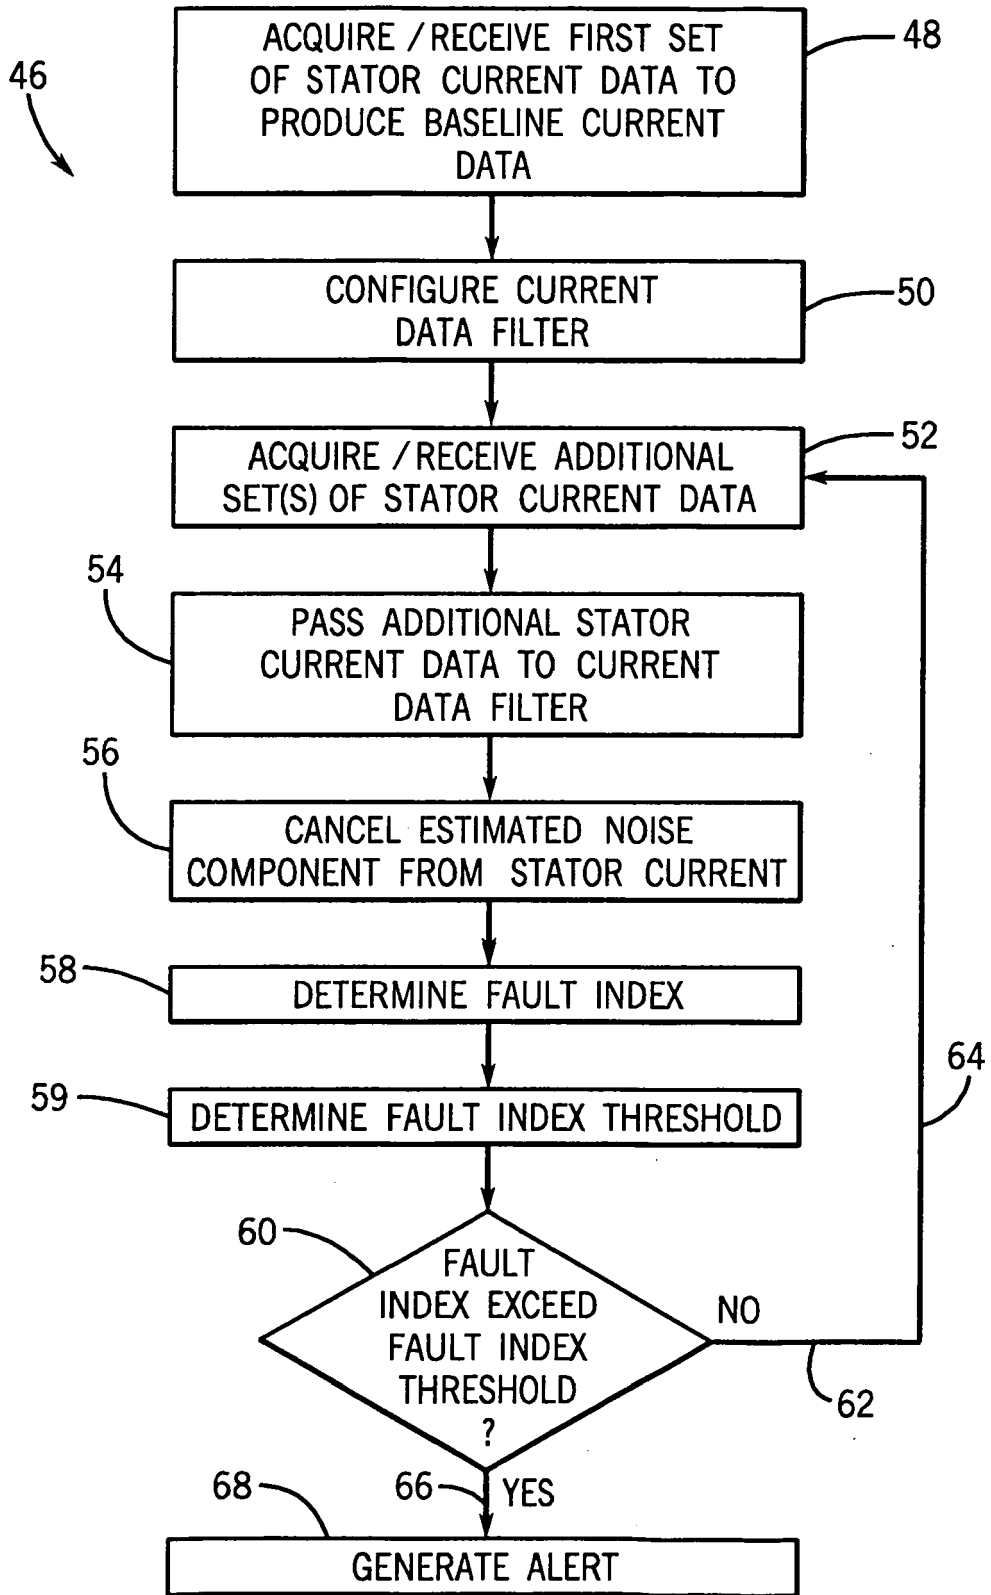 46
ACQUIRE / RECEIVE FIRST SET
OF STATOR CURRENT DATA TO
PRODUCE BASELINE CURRENT
DATA
48
CONFIGURE CURRENT
DATA FILTER
50
ACQUIRE / RECEIVE ADDITIONAL
SET(S) OF STATOR CURRENT DATA
52
54
PASS ADDITIONAL STATOR
CURRENT DATA TO CURRENT
DATA FILTER
56
CANCEL ESTIMATED NOISE
COMPONENT FROM STATOR CURRENT
58
DETERMINE FAULT INDEX
59
DETERMINE FAULT INDEX THRESHOLD
64
60
FAULT
INDEX EXCEED
FAULT INDEX
THRESHOLD
?
NO
62
66
YES
68
GENERATE ALERT